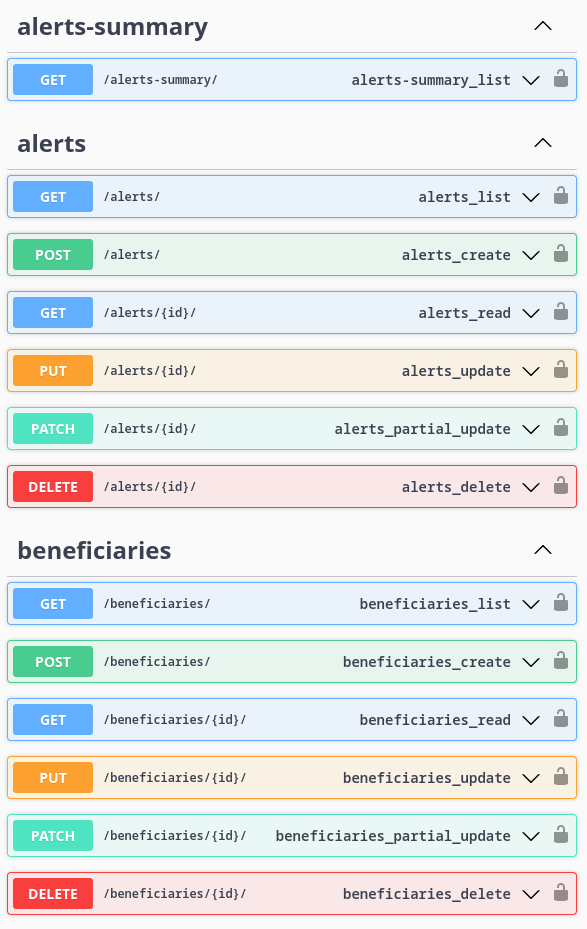 alerts-summary
GET /alerts-summary/ alerts-summary_list
alerts
GET /alerts/ alerts_list
POST /alerts/ alerts_create
GET /alerts/{id}/ alerts_read
PUT /alerts/{id}/ alerts_update
PATCH /alerts/{id}/ alerts_partial_update
DELETE /alerts/{id}/ alerts_delete
beneficiaries
GET /beneficiaries/ beneficiaries_list
POST /beneficiaries/ beneficiaries_create
GET /beneficiaries/{id}/ beneficiaries_read
PUT /beneficiaries/{id}/ beneficiaries_update
PATCH /beneficiaries/{id}/ beneficiaries_partial_update
DELETE /beneficiaries/{id}/ beneficiaries_delete